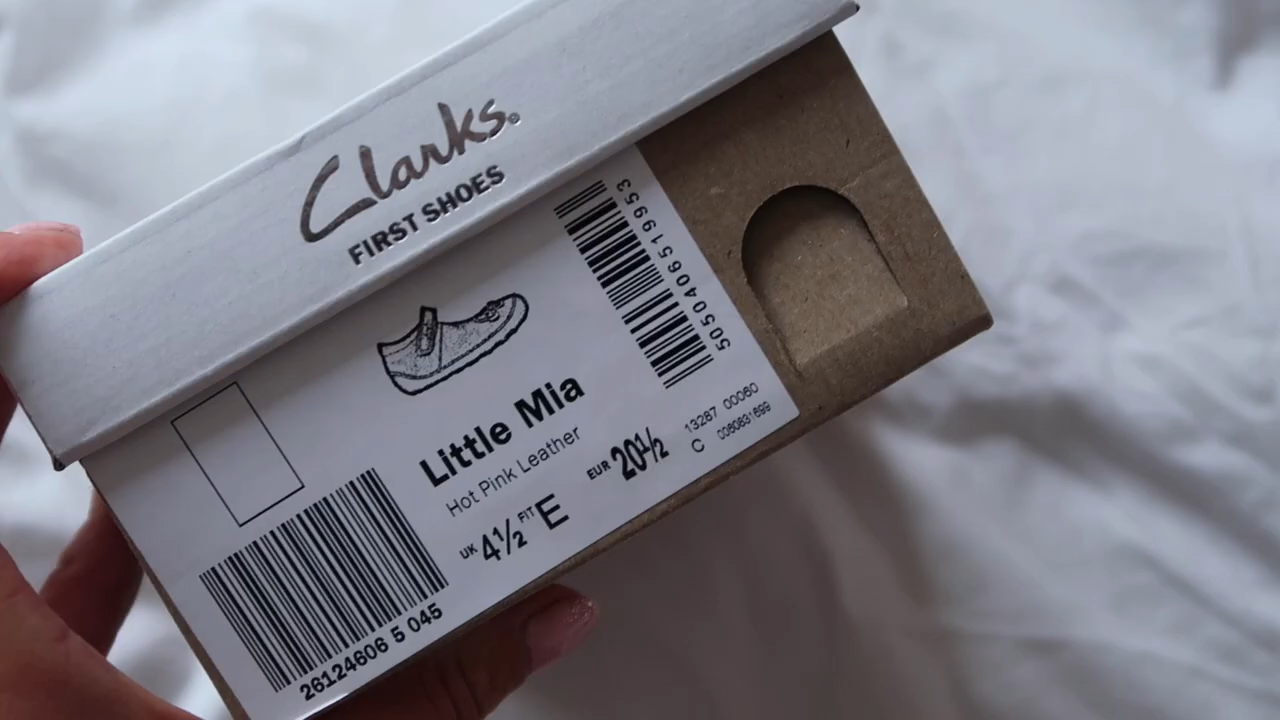 Clarks®
FIRST SHOES
5050406519953
Little Mia
Hot Pink Leather
UK 4½ FIT E
EUR 20½
13287 00060
C 0060831699
26124606 5 045